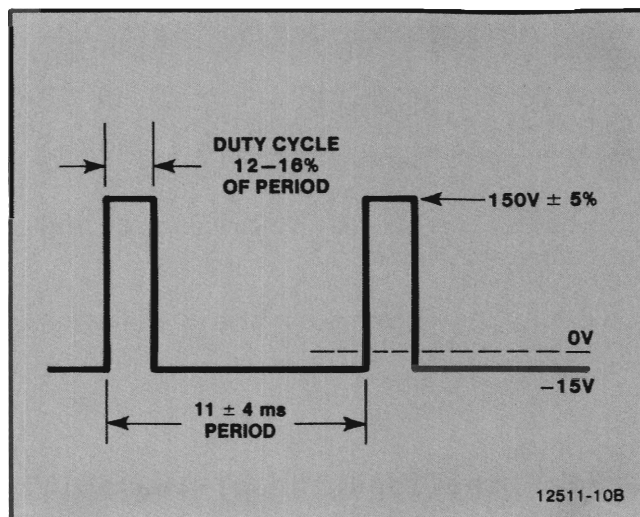 DUTY CYCLE
12–16%
OF PERIOD
150V ± 5%
0V
–15V
11 ± 4 ms
PERIOD
12511-10B